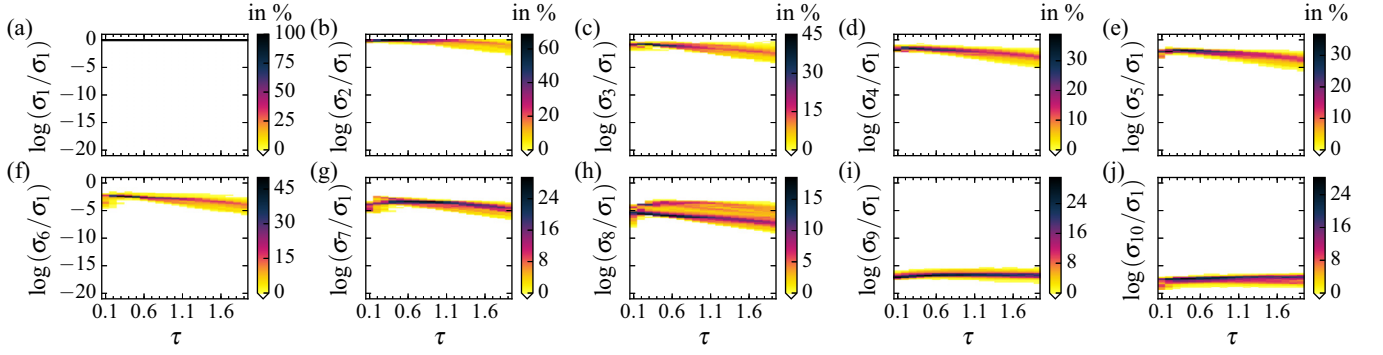 in % in % in % in % in %
(a) (b) (c) (d) (e)
log (σ1/σ1) 0 −5 −10 −15 −20 100 75 50 25 0
log (σ2/σ1) 60 40 20 0
log (σ3/σ1) 45 30 15 0
log (σ4/σ1) 30 20 10 0
log (σ5/σ1) 30 20 10 0
(f) (g) (h) (i) (j)
log (σ6/σ1) 0 −5 −10 −15 −20 45 30 15 0
log (σ7/σ1) 24 16 8 0
log (σ8/σ1) 15 10 5 0
log (σ9/σ1) 12 8 4 0
log (σ10/σ1) 24 16 8 0
0.1 0.6 1.1 1.6 0.1 0.6 1.1 1.6 0.1 0.6 1.1 1.6 0.1 0.6 1.1 1.6 0.1 0.6 1.1 1.6
τ τ τ τ τ